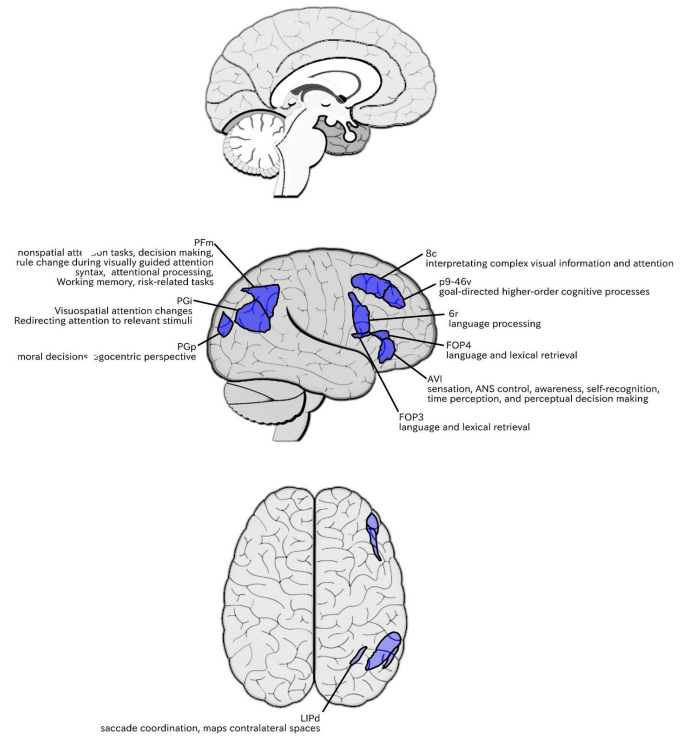 PFm
nonspatial tasks, decision making,
rule change during visually guided attention
syntax, attentional processing,
Working memory, risk-related tasks
PGi
Visuospatial attention changes
Redirecting attention to relevant stimuli
PGp
moral decisions
perspective
8c
interpretating complex visual information and attention
p9-46v
goal-directed higher-order cognitive processes
6r
language processing
FOP4
language and lexical retrieval
AVI
sensation, ANS control, awareness, self-recognition,
time perception, and perceptual decision making
FOP3
language and lexical retrieval
LIPd
saccade coordination, maps contralateral spaces